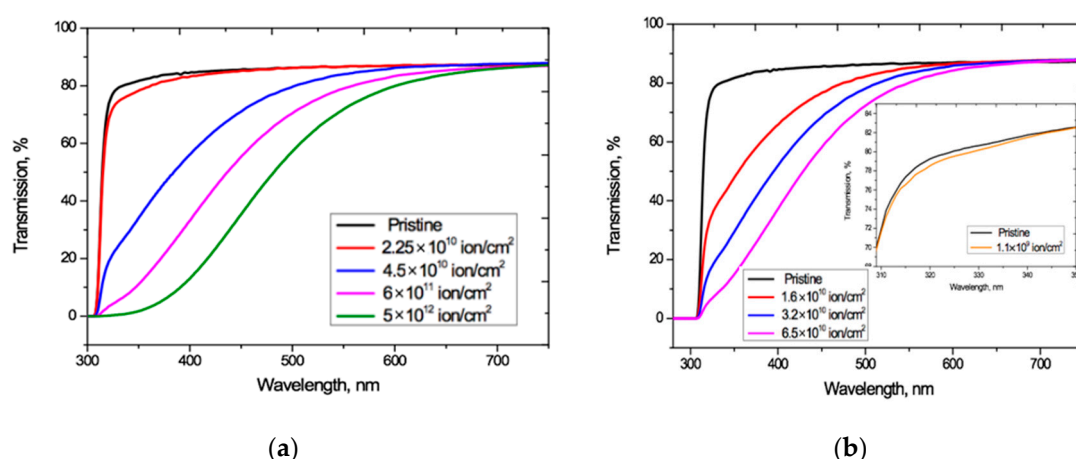 100
80
60
40
20
0
Transmission, %
300 400 500 600 700
Wavelength, nm
Pristine
2.25×10¹⁰ ion/cm²
4.5×10¹⁰ ion/cm²
6×10¹¹ ion/cm²
5×10¹² ion/cm²
(a)
100
80
60
40
20
0
Transmission, %
300 400 500 600 700
Wavelength, nm
Pristine
1.6×10¹⁰ ion/cm²
3.2×10¹⁰ ion/cm²
6.5×10¹⁰ ion/cm²
84
82
80
78
76
74
72
70
68
Transmission, %
310 320 330 340
Wavelength, nm
Pristine
1.1×10⁹ ion/cm²
(b)